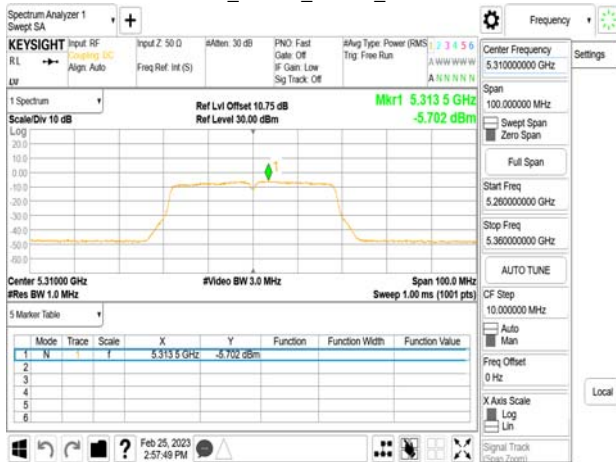 Spectrum Analyzer 1
Swept SA
+
Frequency
KEYSIGHT
Input: RF
Coupling: DC
Align: Auto
Input Z: 50 Ω
Freq Ref: Int (S)
#Atten: 30 dB
PNO: Fast
Gate: Off
IF Gain: Low
Sig Track: Off
#Avg Type: Power (RMS
Trig: Free Run
1 2 3 4 5 6
A W W W W W
A N N N N N
RL
LV
1 Spectrum
Scale/Div 10 dB
Ref Lvl Offset 10.75 dB
Ref Level 30.00 dBm
Mkr1 5.313 5 GHz
-5.702 dBm
Log
20.0
10.0
0.00
-10.0
-20.0
-30.0
-40.0
-50.0
-60.0
1
Center 5.31000 GHz
#Res BW 1.0 MHz
#Video BW 3.0 MHz
Span 100.0 MHz
Sweep 1.00 ms (1001 pts)
5 Marker Table
Mode Trace Scale X Y Function Function Width Function Value
1 N 1 f 5.313 5 GHz -5.702 dBm
2
3
4
5
6
Feb 25, 2023
2:57:49 PM
Center Frequency
5.310000000 GHz
Settings
Span
100.000000 MHz
Swept Span
Zero Span
Full Span
Start Freq
5.260000000 GHz
Stop Freq
5.360000000 GHz
AUTO TUNE
CF Step
10.000000 MHz
Auto
Man
Freq Offset
0 Hz
X Axis Scale
Log
Lin
Local
Signal Track
(Span Zoom)